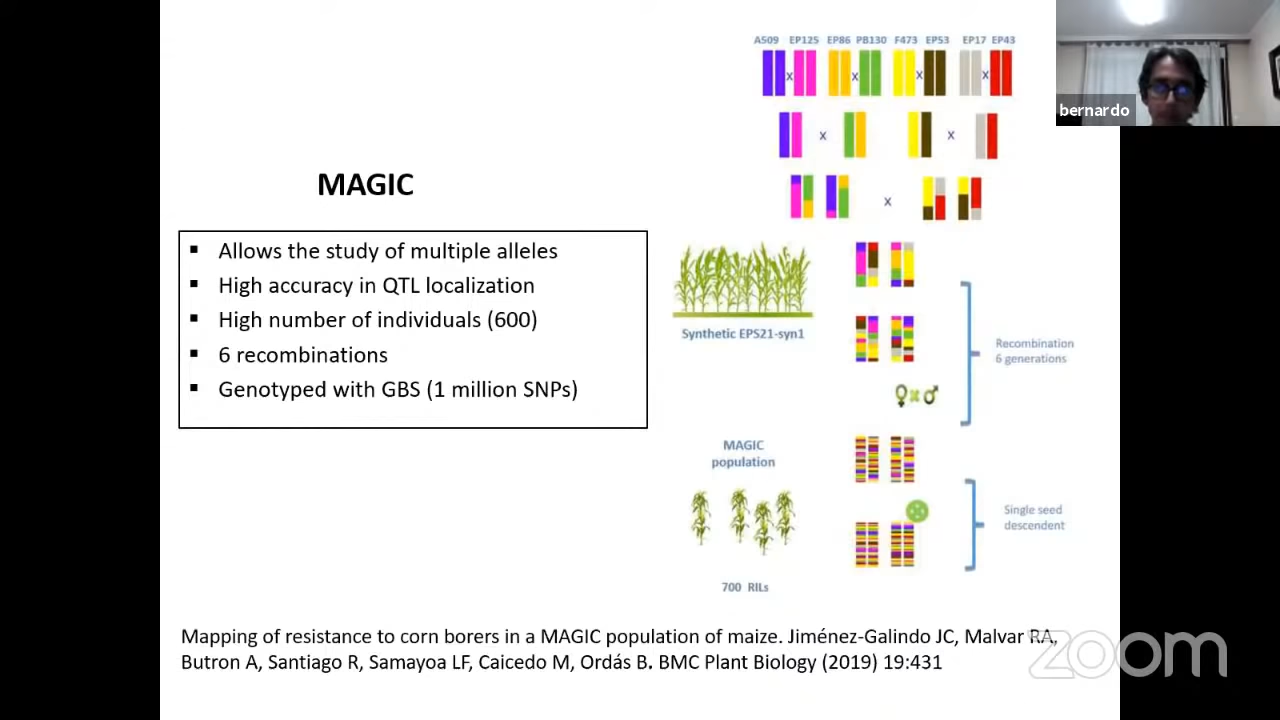 A509 EP125 EP86 PB130 F473 EP53 EP17 EP43
x x x x
bernardo
x x
MAGIC
x
▪ Allows the study of multiple alleles
▪ High accuracy in QTL localization
▪ High number of individuals (600)
▪ 6 recombinations
▪ Genotyped with GBS (1 million SNPs)
Synthetic EPS21-syn1
Recombination
6 generations
MAGIC
population
Single seed
descendent
700 RILs
Mapping of resistance to corn borers in a MAGIC population of maize. Jiménez-Galindo JC, Malvar RA,
Butron A, Santiago R, Samayoa LF, Caicedo M, Ordás B. BMC Plant Biology (2019) 19:431
zoom